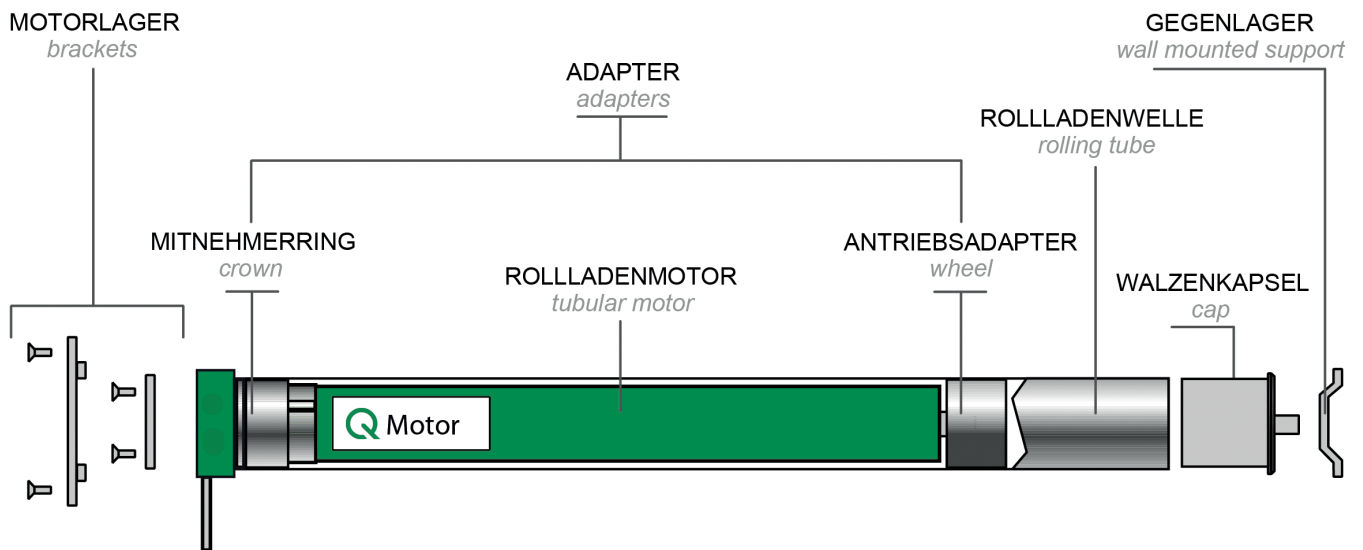 MOTORLAGER
brackets
GEGENLAGER
wall mounted support
ADAPTER
adapters
ROLLLADENWELLE
rolling tube
MITNEHMERRING
crown
ANTRIEBSADAPTER
wheel
ROLLLADENMOTOR
tubular motor
WALZENKAPSEL
cap
Q Motor